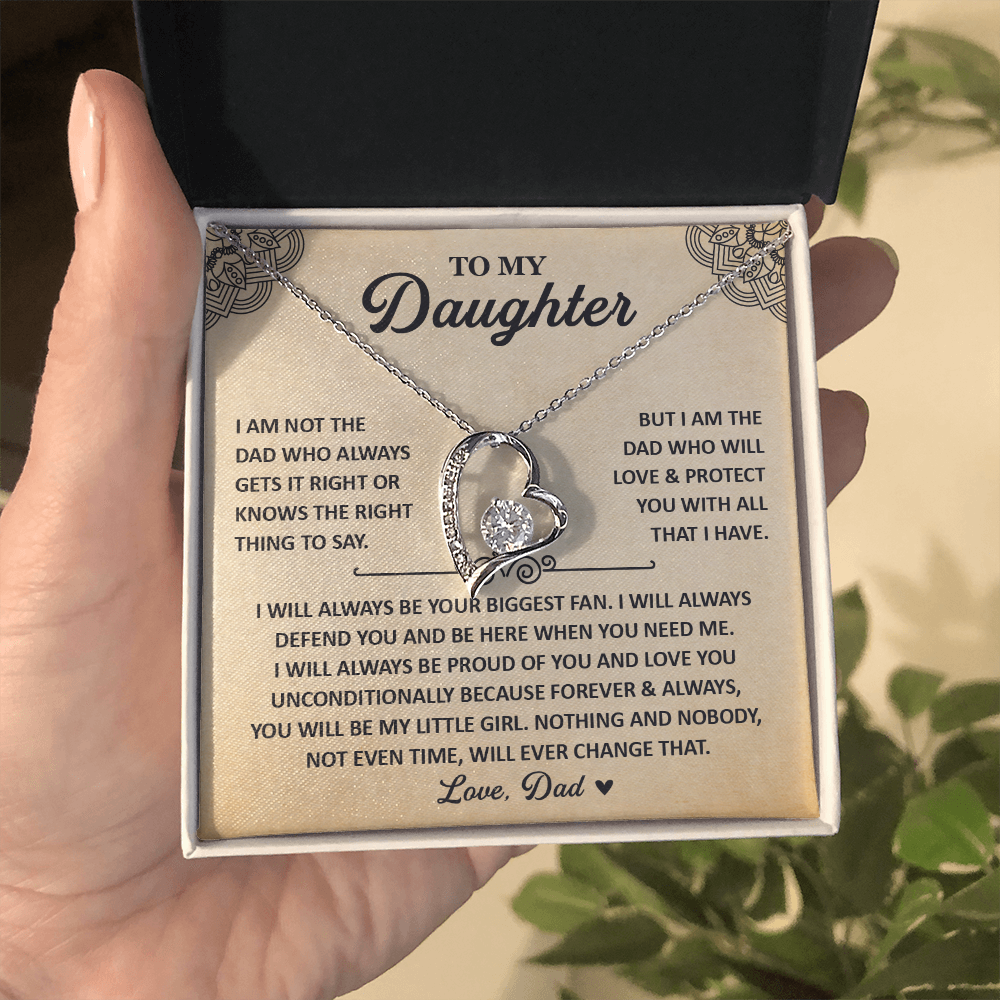 TO MY
Daughter
I AM NOT THE
DAD WHO ALWAYS
GETS IT RIGHT OR
KNOWS THE RIGHT
THING TO SAY.
BUT I AM THE
DAD WHO WILL
LOVE & PROTECT
YOU WITH ALL
THAT I HAVE.
I WILL ALWAYS BE YOUR BIGGEST FAN. I WILL ALWAYS
DEFEND YOU AND BE HERE WHEN YOU NEED ME.
I WILL ALWAYS BE PROUD OF YOU AND LOVE YOU
UNCONDITIONALLY BECAUSE FOREVER & ALWAYS,
YOU WILL BE MY LITTLE GIRL. NOTHING AND NOBODY,
NOT EVEN TIME, WILL EVER CHANGE THAT.
Love, Dad ♥